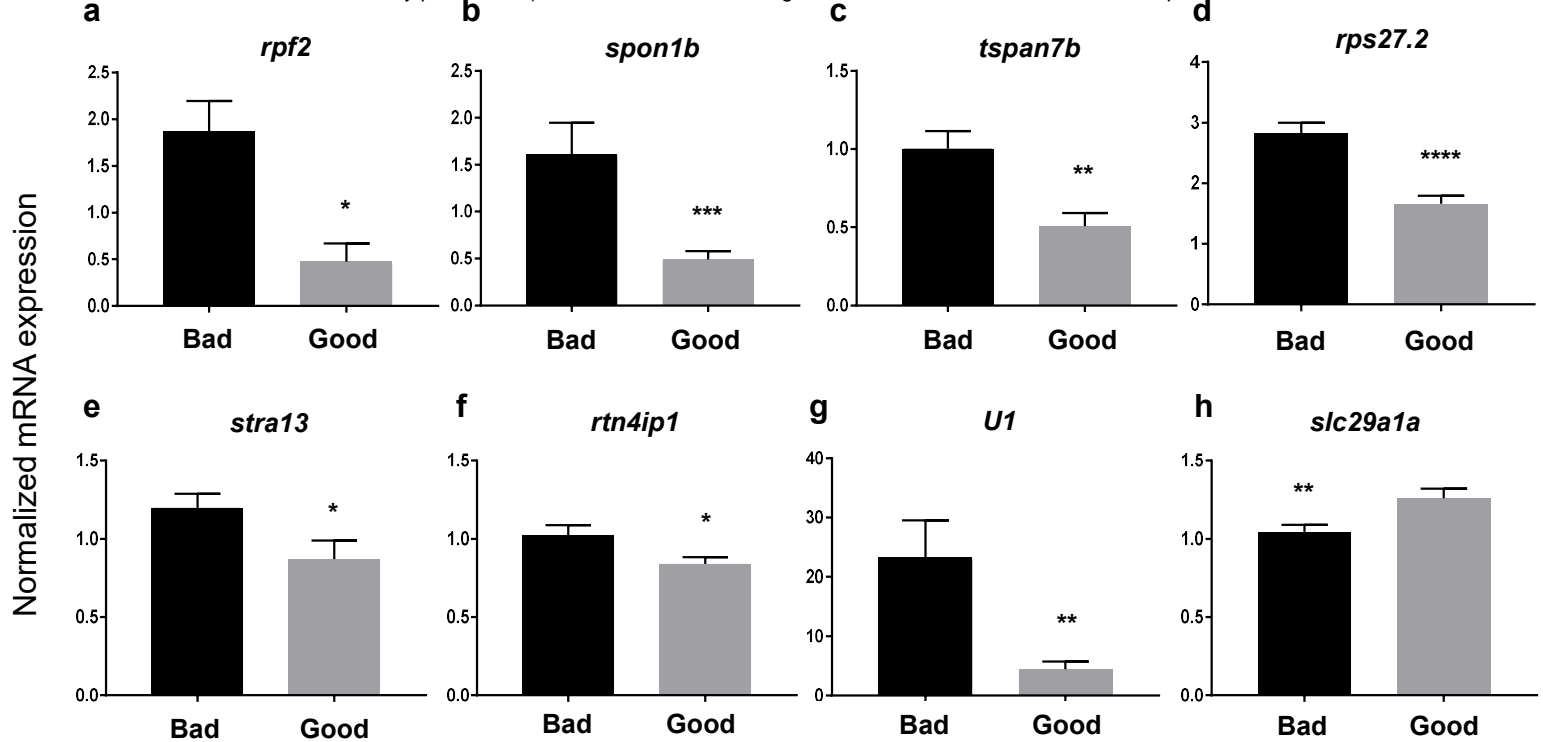 a
rpf2
2.5
2.0
1.5
1.0
0.5
0.0
*
Bad Good
b
spon1b
2.5
2.0
1.5
1.0
0.5
0.0
***
Bad Good
c
tspan7b
1.5
1.0
0.5
0.0
**
Bad Good
d
rps27.2
4
3
2
1
0
****
Bad Good
Normalized mRNA expression
e
stra13
1.5
1.0
0.5
0.0
*
Bad Good
f
rtn4ip1
1.5
1.0
0.5
0.0
*
Bad Good
g
U1
40
30
20
10
0
**
Bad Good
h
slc29a1a
1.5
1.0
0.5
0.0
**
Bad Good